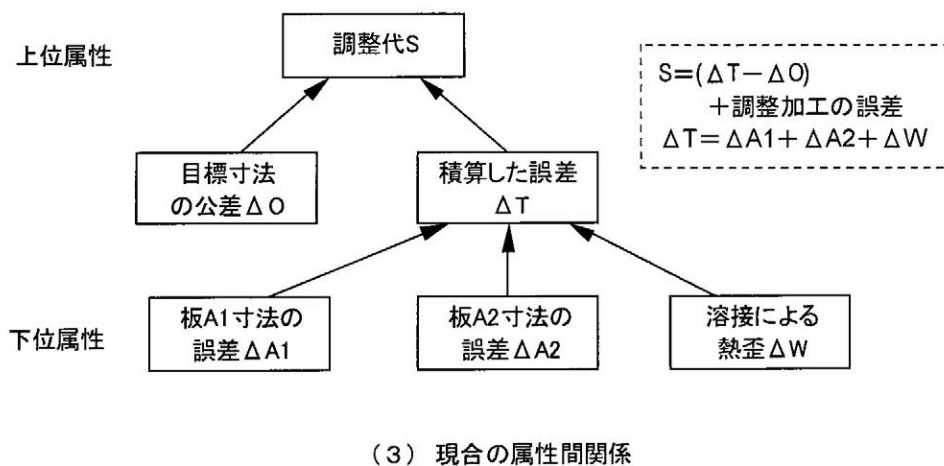 上位属性
調整代S
S=(ΔT-ΔO)
+調整加工の誤差
ΔT=ΔA1+ΔA2+ΔW
目標寸法
の公差ΔO
積算した誤差
ΔT
下位属性
板A1寸法の
誤差ΔA1
板A2寸法の
誤差ΔA2
溶接による
熱歪ΔW
(3) 現合の属性間関係